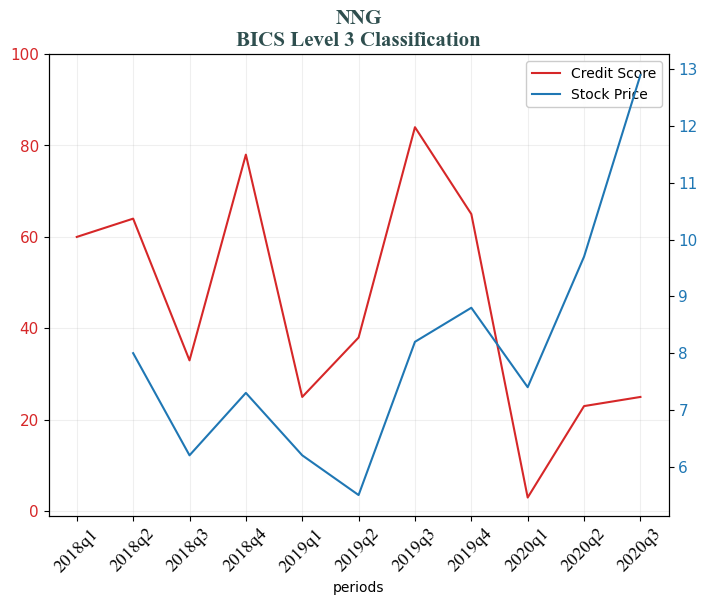 NNG
BICS Level 3 Classification
Credit Score
Stock Price
100
80
60
40
20
0
13
12
11
10
9
8
7
6
2018q1
2018q2
2018q3
2018q4
2019q1
2019q2
2019q3
2019q4
2020q1
2020q2
2020q3
periods